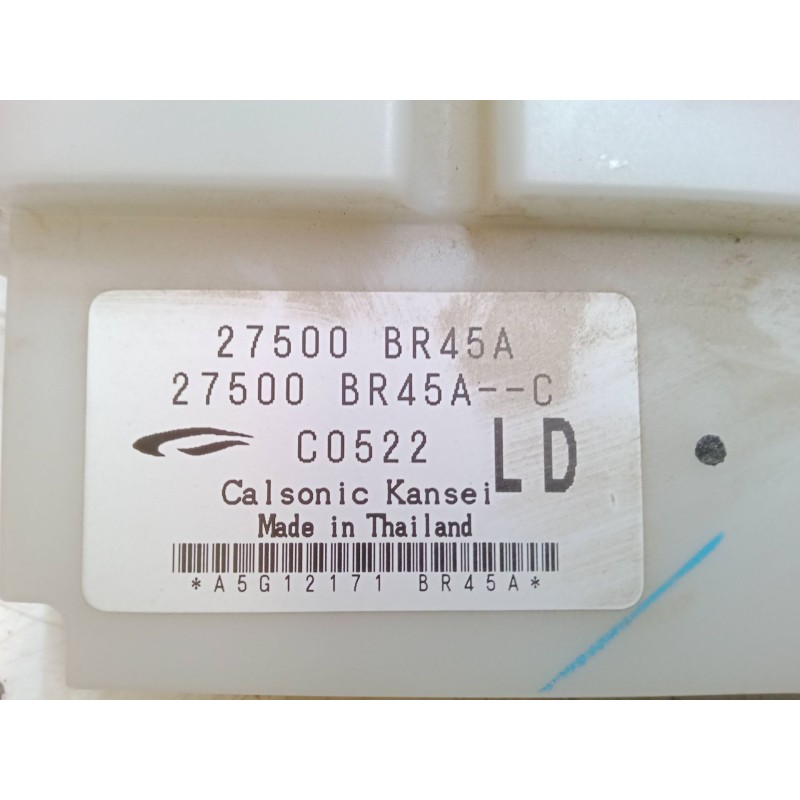 27500 BR45A
27500 BR45A--C
C0522 LD
Calsonic Kansei
Made in Thailand
*A5G12171 BR45A*